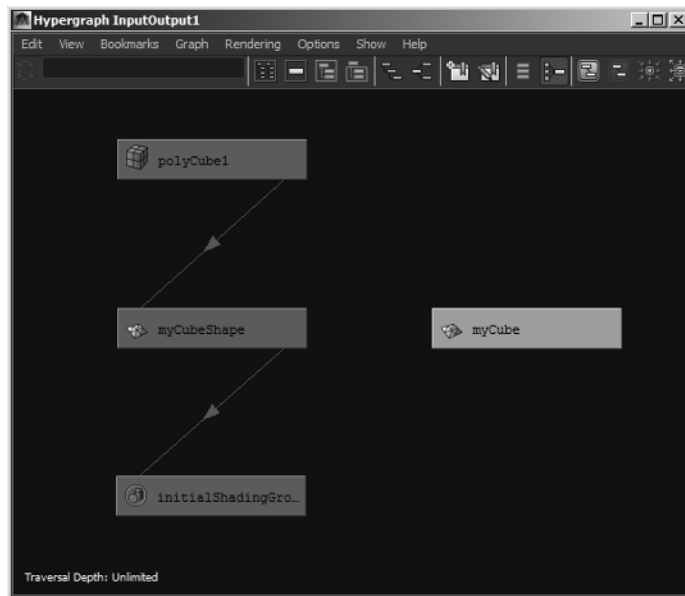 Hypergraph InputOutput1
Edit View Bookmarks Graph Rendering Options Show Help
polyCube1
myCubeShape
myCube
initialShadingGro...
Traversal Depth: Unlimited